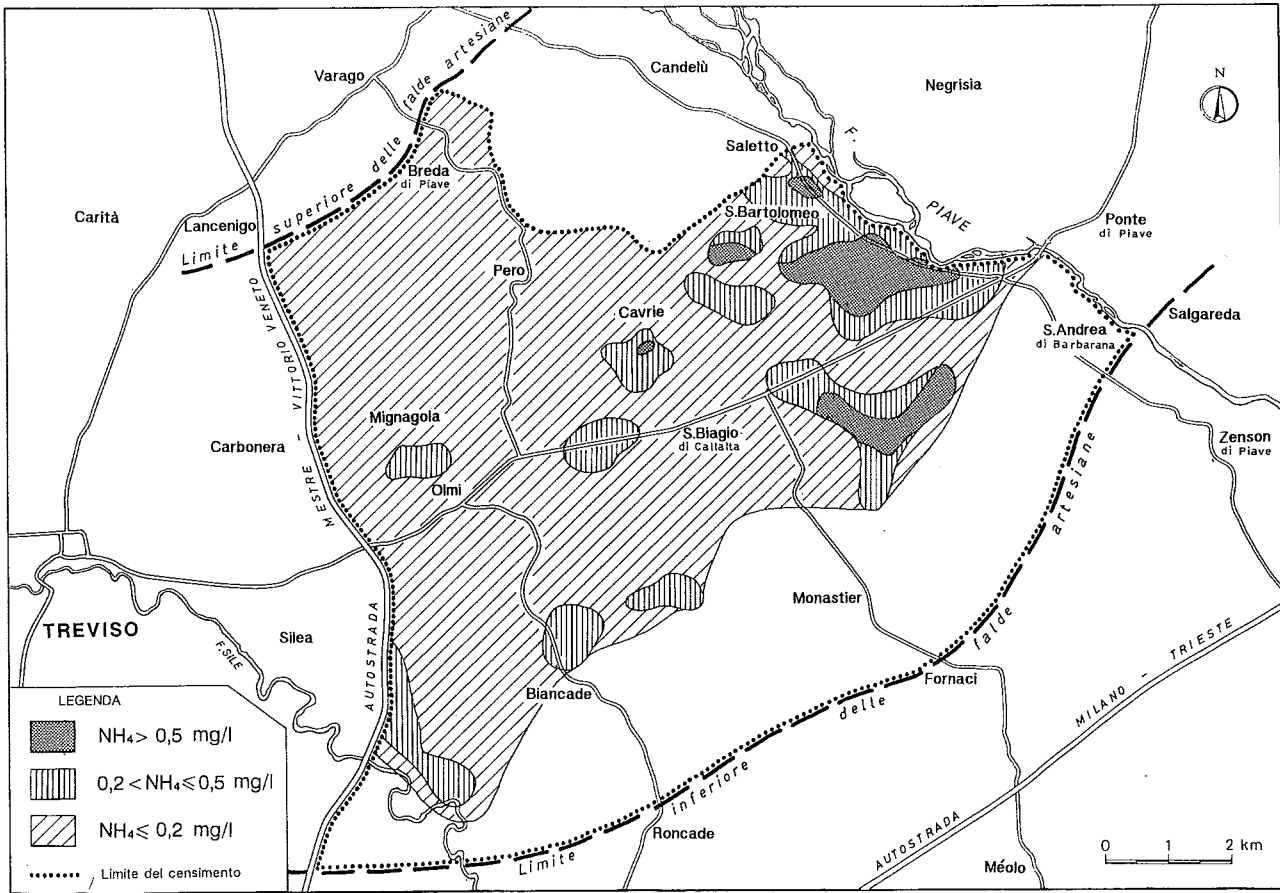 Varago
Candelù
Negrisia
N
Limite superiore delle falde artesiane
Saletto
F. PIAVE
Breda
di Piave
Carità
Lancenigo
S.Bartolomeo
Ponte
di Piave
Pero
Cavrie
S.Andrea
di Barbarana
Salgareda
AUTOSTRADA MESTRE - VITTORIO VENETO
Mignagola
Carbonera
S.Biagio
di Callalta
Zenson
di Piave
Olmi
TREVISO
Silea
F. SILE
Monastier
Biancade
Fornaci
Limite inferiore delle falde artesiane
Roncade
Méolo
AUTOSTRADA MILANO - TRIESTE
0 1 2 km
LEGENDA
NH₄> 0,5 mg/l
0,2 < NH₄⩽ 0,5 mg/l
NH₄⩽ 0,2 mg/l
Limite del censimento